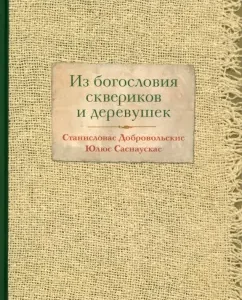 Из богословия
сквериков
и деревушек
Станисловас Добровольскис
Юлюс Саснаускас